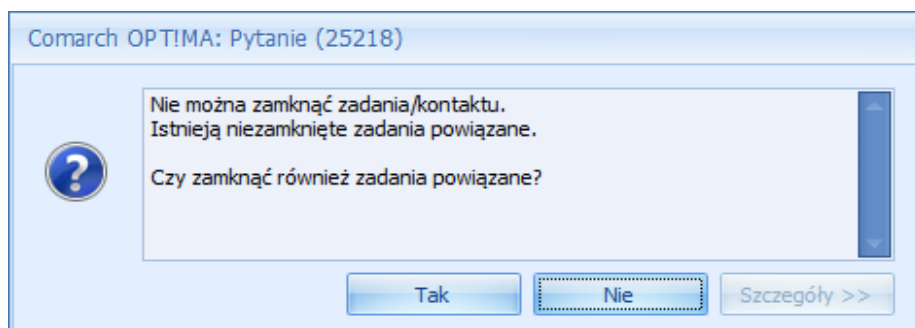 Comarch OPT!MA: Pytanie (25218)
Nie można zamknąć zadania/kontaktu.
Istnieją niezamknięte zadania powiązane.
Czy zamknąć również zadania powiązane?
Tak
Nie
Szczegóły >>